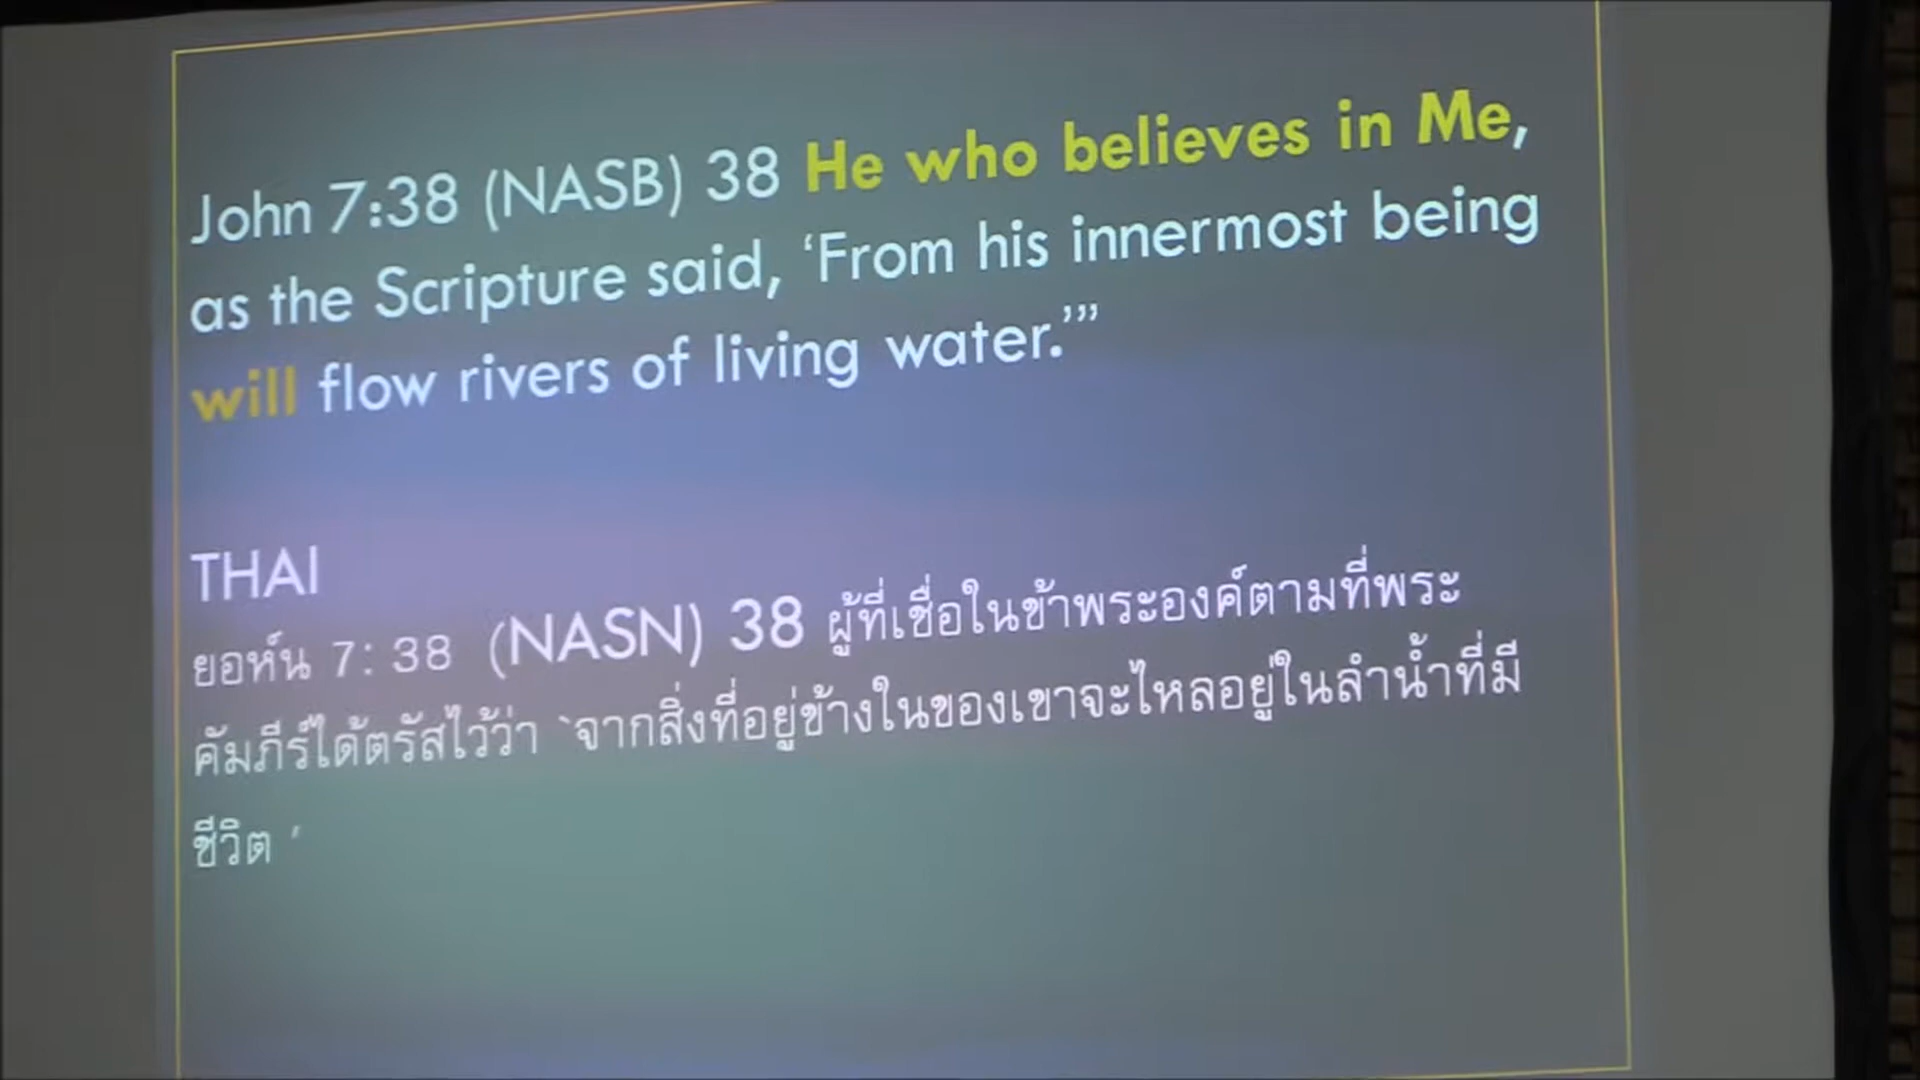 John 7:38 (NASB) 38 He who believes in Me,
as the Scripture said, ‘From his innermost being
will flow rivers of living water.’”
THAI
ยอห์น 7: 38 (NASN) 38 ผู้ที่เชื่อในข้าพระองค์ตามที่พระ
คัมภีร์ได้ตรัสไว้ว่า `จากสิ่งที่อยู่ข้างในของเขาจะไหลอยู่ในลำน้ำที่มี
ชีวิต ’